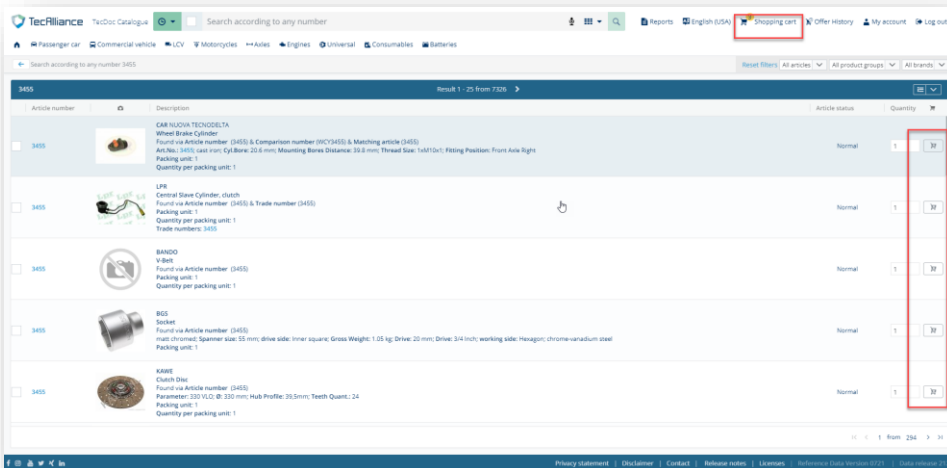 TecAlliance TecDoc Catalogue Search according to any number Reports English (USA) Shopping cart Offer History My account Log out
Passenger car Commercial vehicle LCV Motorcycles Axles Engines Universal Consumables Batteries
Search according to any number 3455 Reset filters All articles All product groups All brands
3455 Result 1 - 25 from 7326
Article number Description Article status Quantity
CAR NUOVA TECNODELTA
Wheel Brake Cylinder
Found via Article number (3455) & Comparison number (WCY3455) & Matching article (3455)
3455 Art.No.: 3455; cast iron; Cyl.Bore: 20.6 mm; Mounting Bores Distance: 39.8 mm; Thread Size: 1xM10x1; Fitting Position: Front Axle Right Normal 1
Packing unit: 1
Quantity per packing unit: 1
LPR
Central Slave Cylinder, clutch
Found via Article number (3455) & Trade number (3455)
3455 Packing unit: 1 Normal 1
Quantity per packing unit: 1
Trade numbers: 3455
BANDO
V-Belt
3455 Found via Article number (3455) Normal 1
Packing unit: 1
Quantity per packing unit: 1
BGS
Socket
3455 Found via Article number (3455) Normal 1
matt chromed; Spanner size: 55 mm; drive side: inner square; Gross Weight: 1.05 kg; Drive: 20 mm; Drive: 3/4 Inch; working side: Hexagon; chrome-vanadium steel
Packing unit: 1
KAWE
Clutch Disc
Found via Article number (3455)
3455 Parameter: 330 VLO; Ø: 330 mm; Hub Profile: 39,5mm; Teeth Quant.: 24 Normal 1
Packing unit: 1
Quantity per packing unit: 1
1 from 294
Privacy statement | Disclaimer | Contact | Release notes | Licenses | Reference Data Version 0721 | Data release